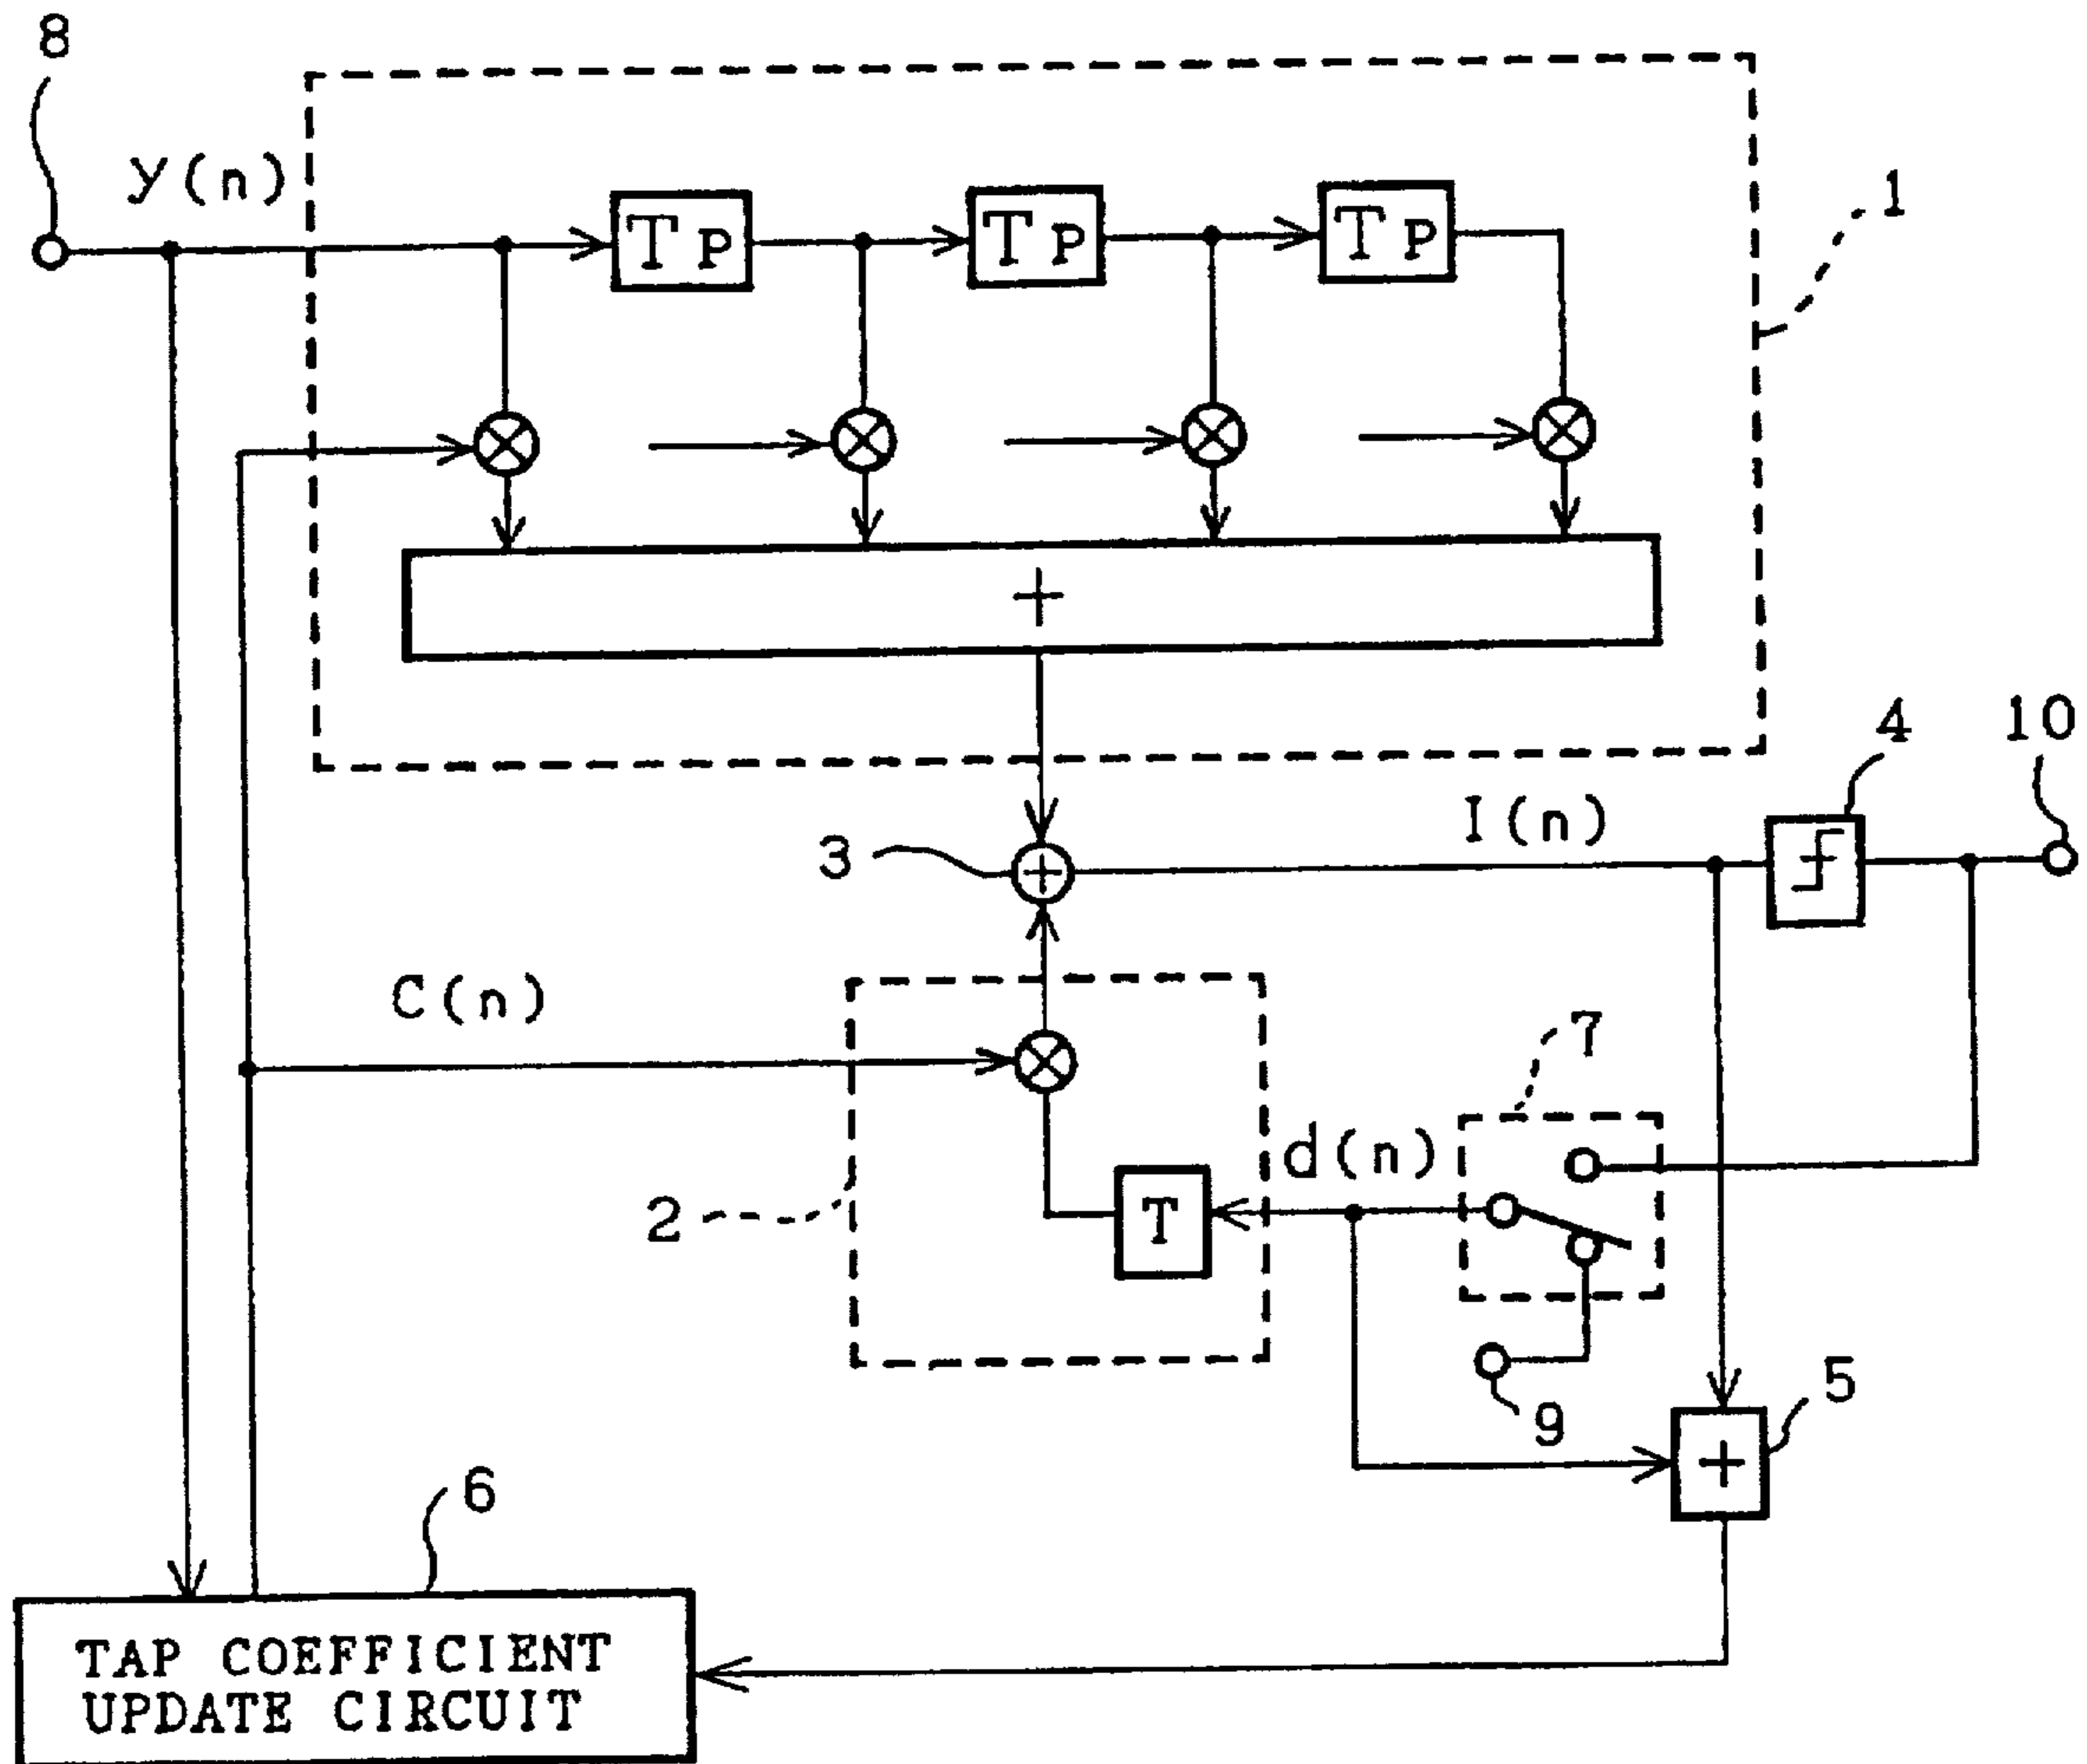 8
y(n)
Tp
Tp
Tp
1
+
4
10
I(n)
3
+
C(n)
7
d(n)
2
T
9
5
+
6
TAP COEFFICIENT
UPDATE CIRCUIT